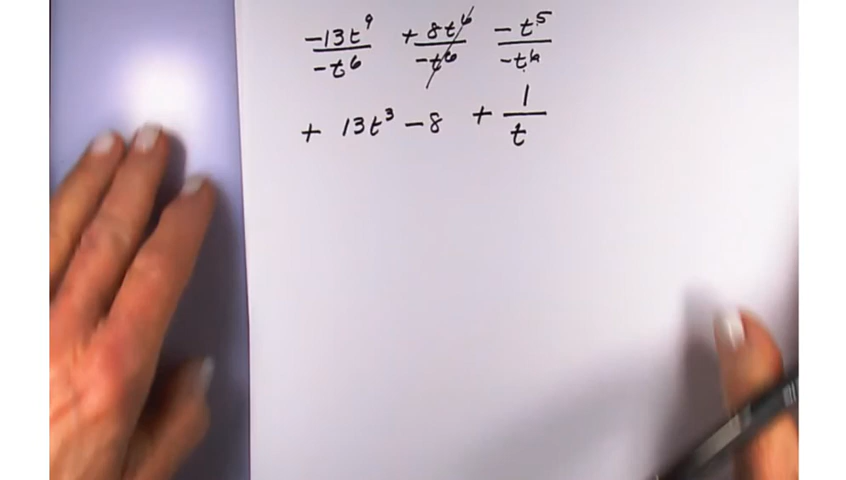 -13t⁹/-t⁶ +8t⁶/-t⁶ -t⁵/-t⁶
+ 13t³ - 8 + 1/t